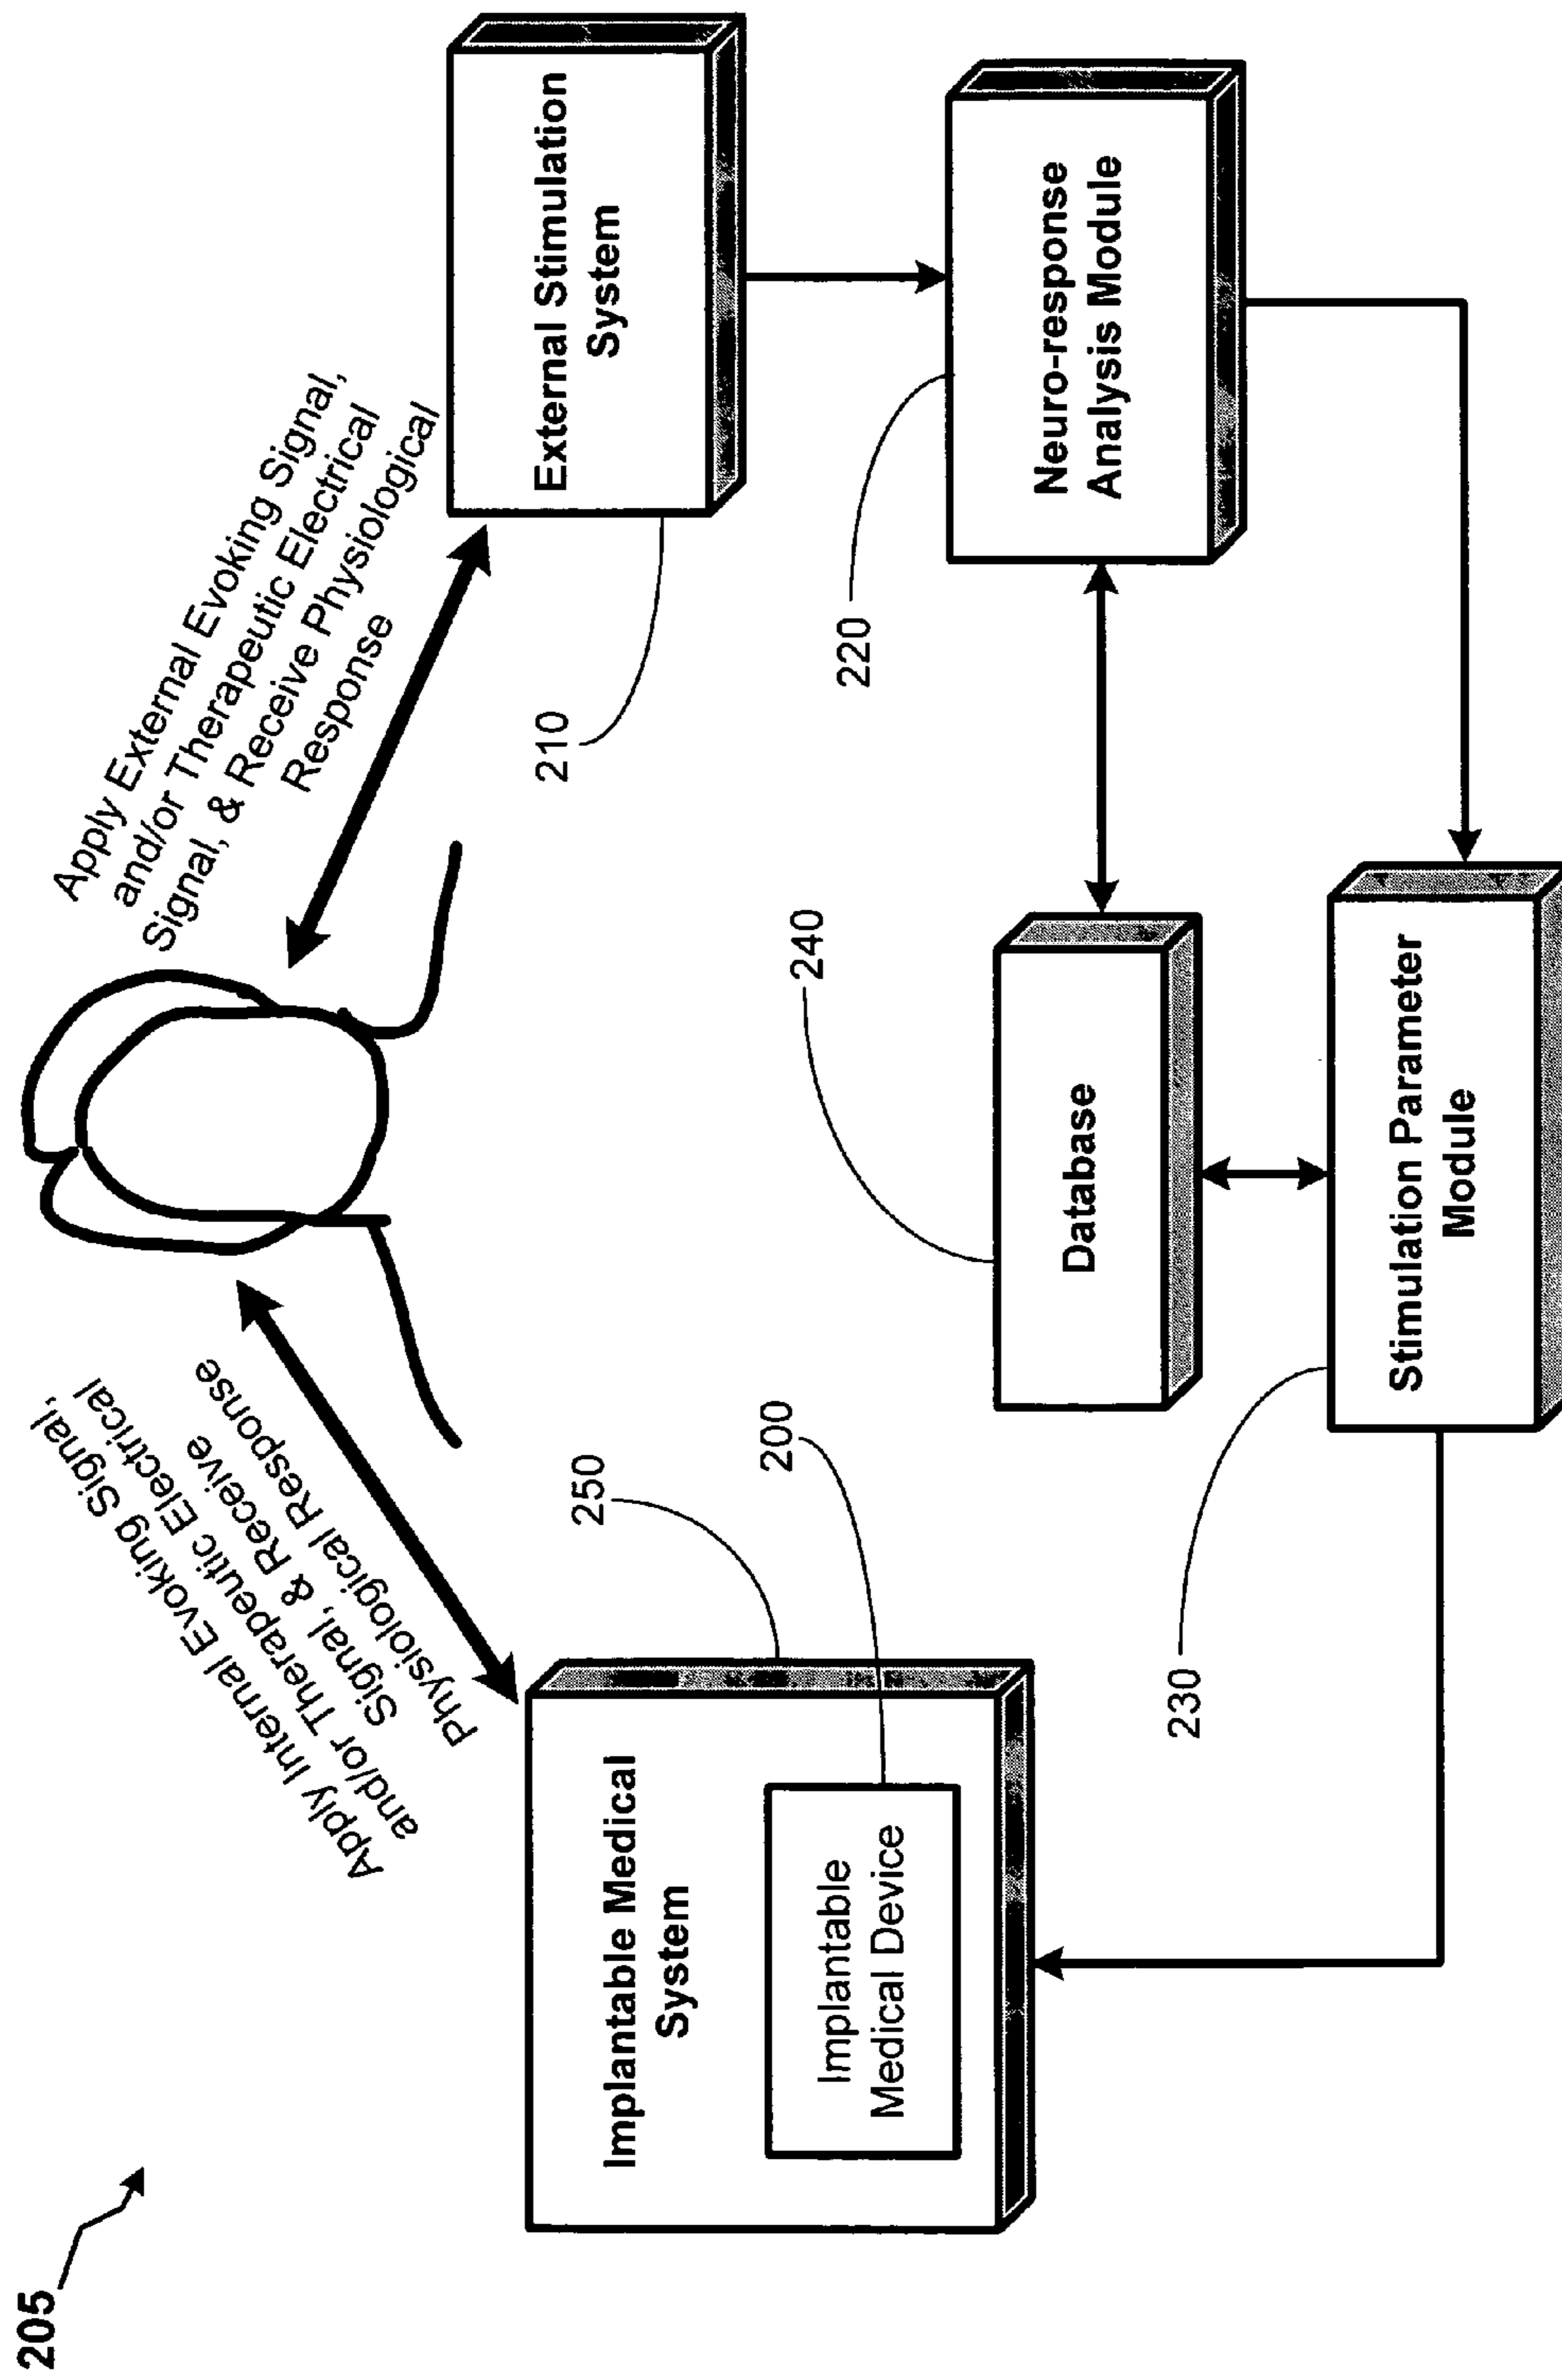 205
Apply Internal Evoking Signal,
and/or Therapeutic Electrical
Signal, & Receive
Physiological Response
Apply External Evoking Signal,
and/or Therapeutic Electrical
Signal, & Receive Physiological
Response
Implantable Medical
System
Implantable
Medical Device
250
200
External Stimulation
System
210
Neuro-response
Analysis Module
220
Database
240
Stimulation Parameter
Module
230